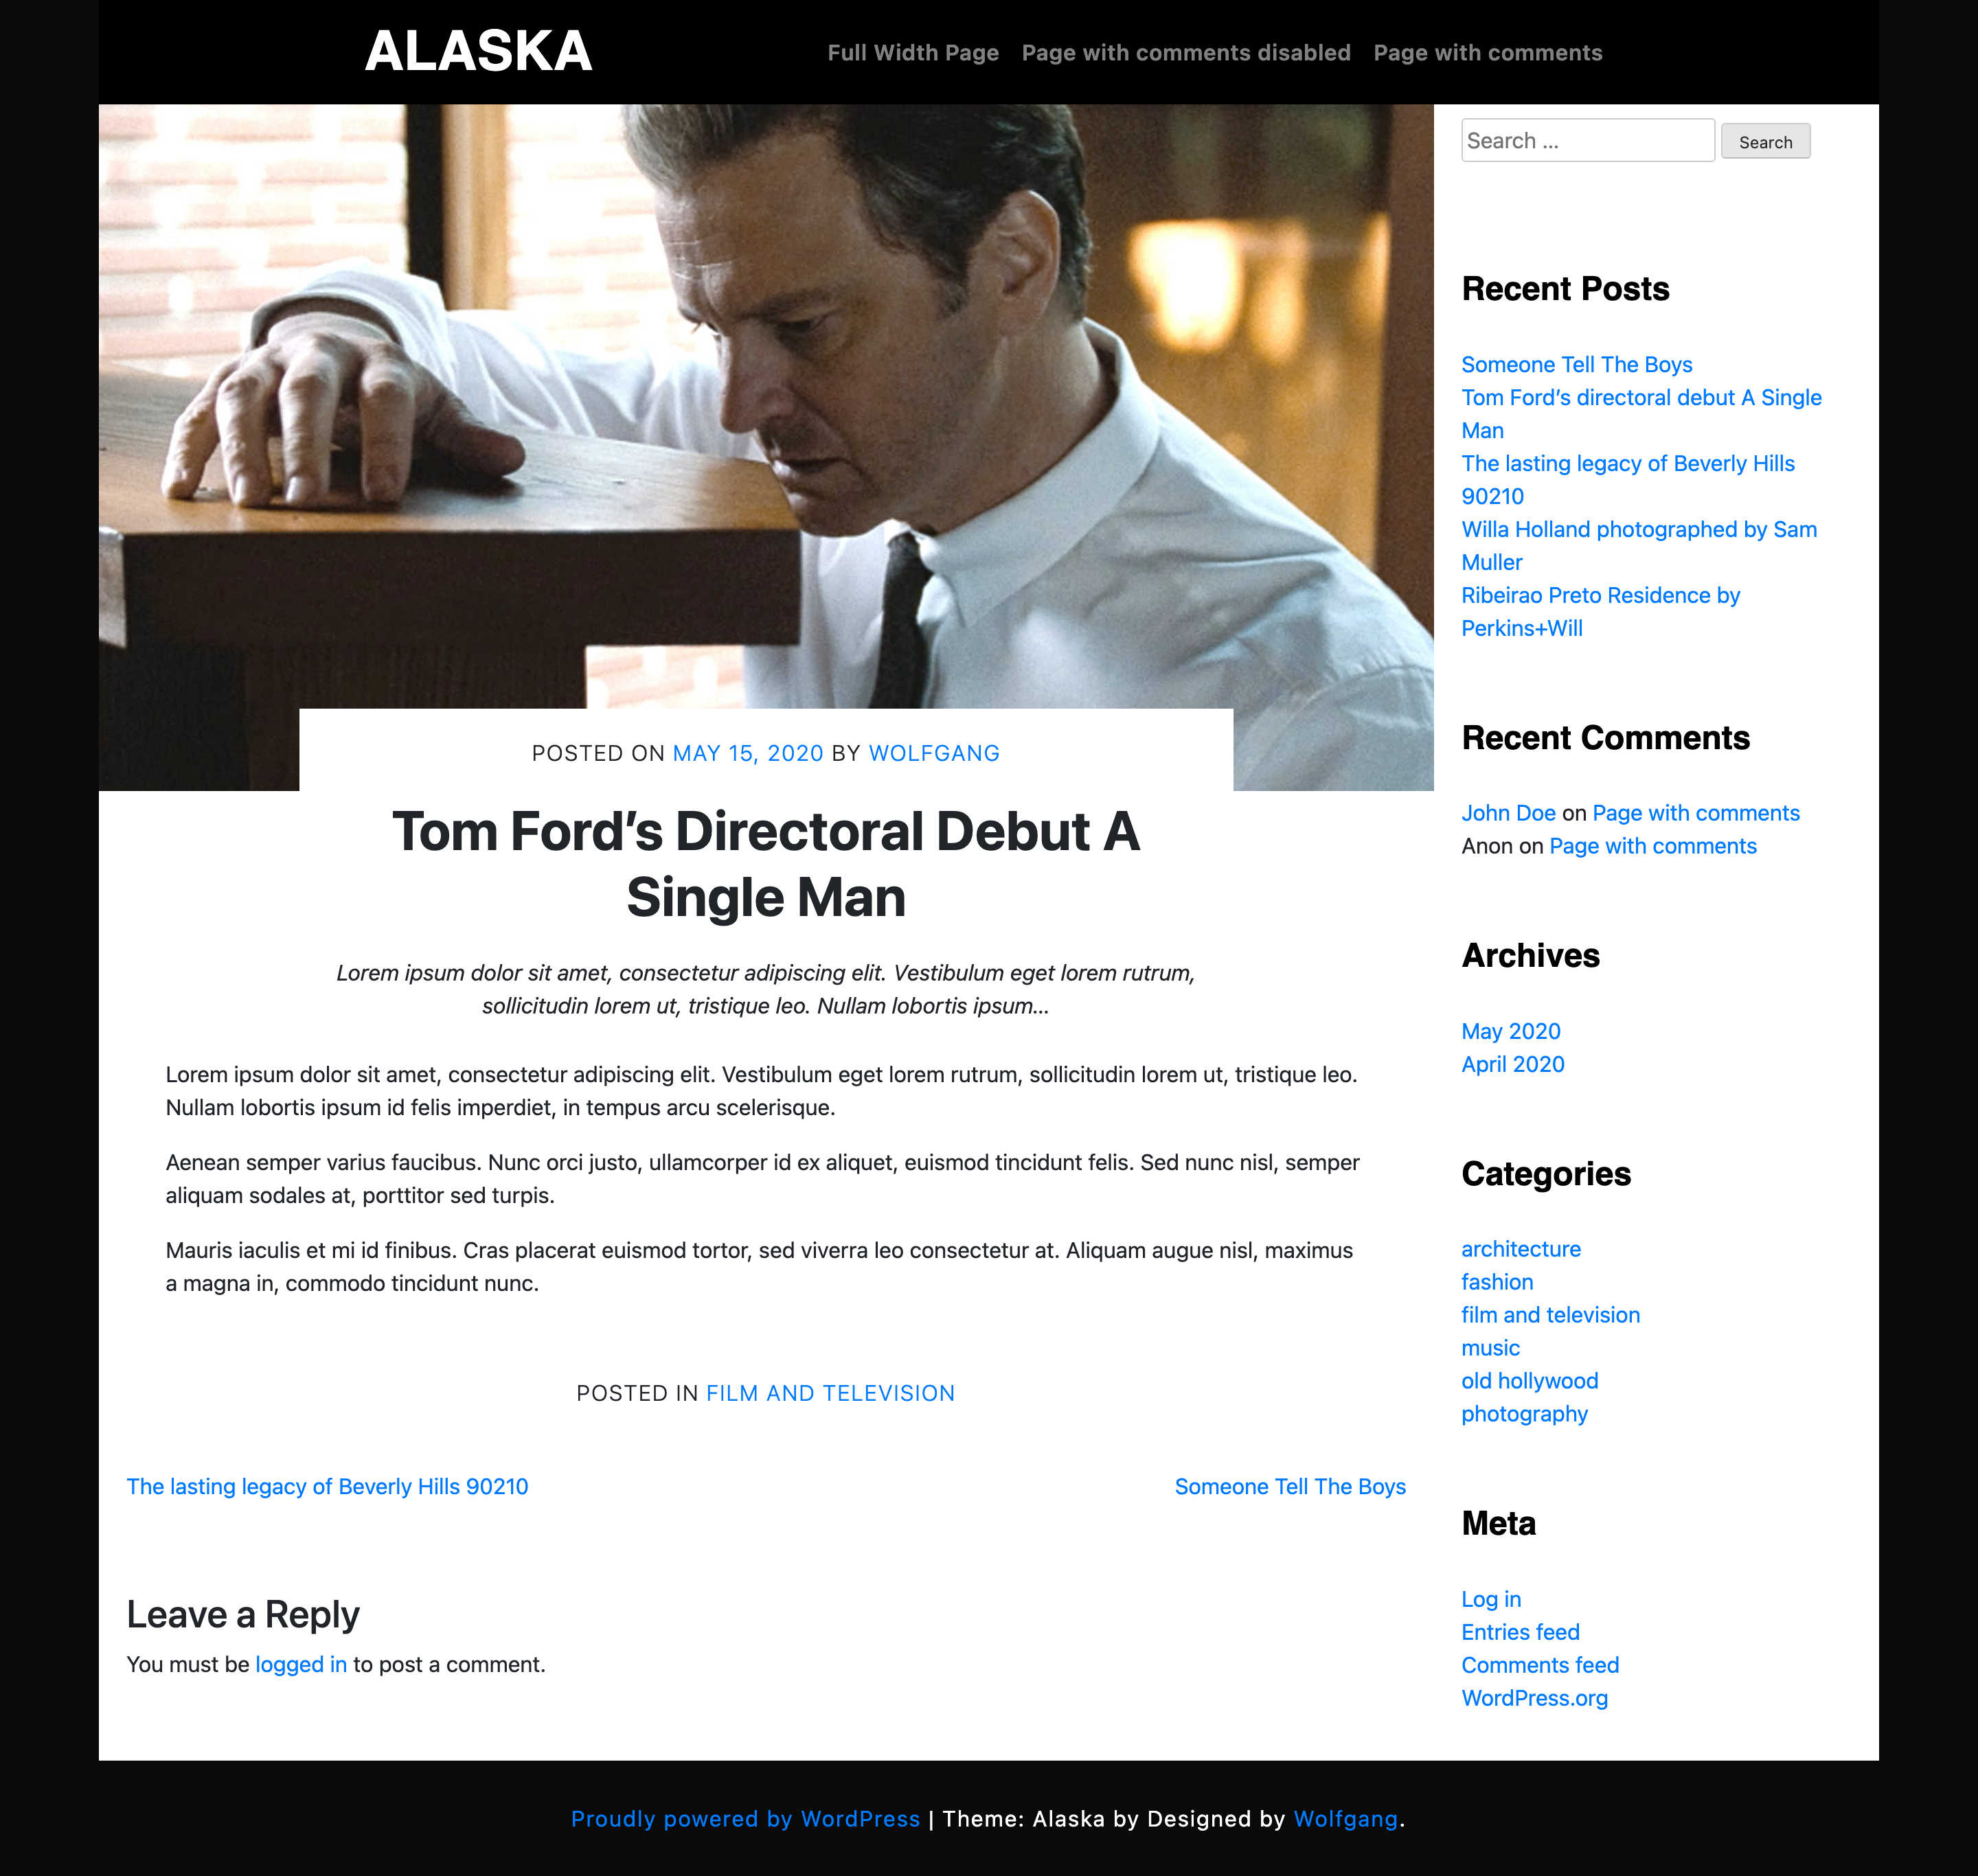 ALASKA
Full Width Page Page with comments disabled Page with comments
Search ... Search
POSTED ON MAY 15, 2020 BY WOLFGANG
Tom Ford’s Directoral Debut A
Single Man
Lorem ipsum dolor sit amet, consectetur adipiscing elit. Vestibulum eget lorem rutrum,
sollicitudin lorem ut, tristique leo. Nullam lobortis ipsum...
Lorem ipsum dolor sit amet, consectetur adipiscing elit. Vestibulum eget lorem rutrum, sollicitudin lorem ut, tristique leo.
Nullam lobortis ipsum id felis imperdiet, in tempus arcu scelerisque.
Aenean semper varius faucibus. Nunc orci justo, ullamcorper id ex aliquet, euismod tincidunt felis. Sed nunc nisl, semper
aliquam sodales at, porttitor sed turpis.
Mauris iaculis et mi id finibus. Cras placerat euismod tortor, sed viverra leo consectetur at. Aliquam augue nisl, maximus
a magna in, commodo tincidunt nunc.
POSTED IN FILM AND TELEVISION
The lasting legacy of Beverly Hills 90210
Someone Tell The Boys
Leave a Reply
You must be logged in to post a comment.
Recent Posts
Someone Tell The Boys
Tom Ford’s directoral debut A Single
Man
The lasting legacy of Beverly Hills
90210
Willa Holland photographed by Sam
Muller
Ribeirao Preto Residence by
Perkins+Will
Recent Comments
John Doe on Page with comments
Anon on Page with comments
Archives
May 2020
April 2020
Categories
architecture
fashion
film and television
music
old hollywood
photography
Meta
Log in
Entries feed
Comments feed
WordPress.org
Proudly powered by WordPress | Theme: Alaska by Designed by Wolfgang.